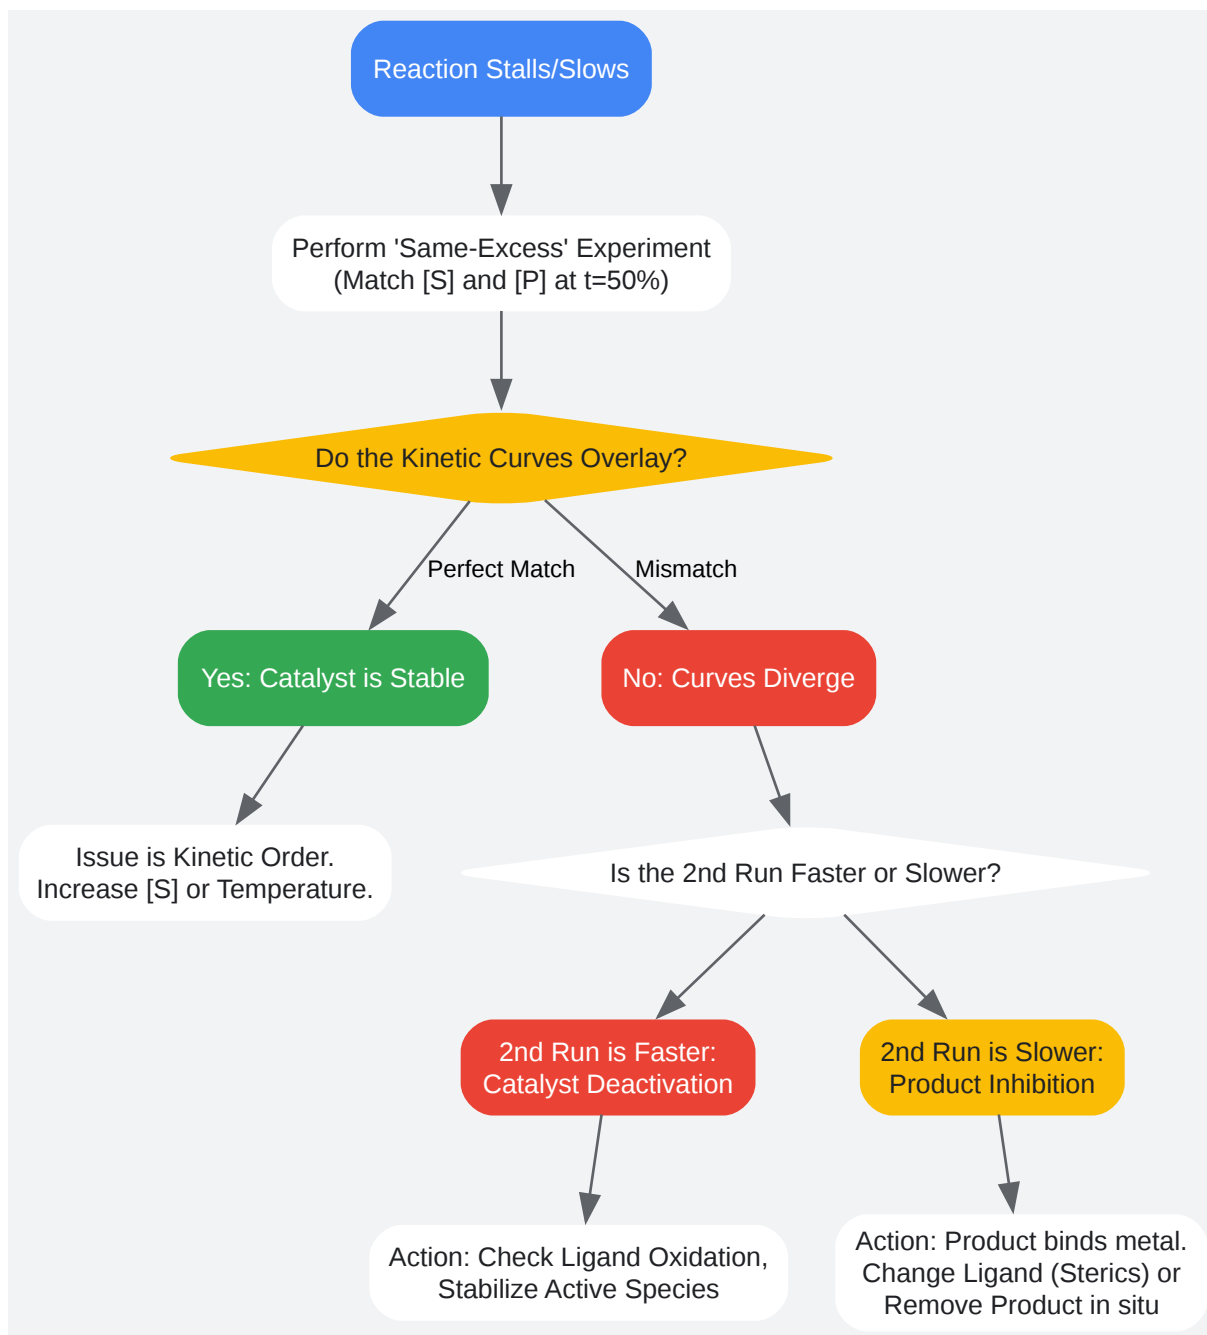 Reaction Stalls/Slows
Perform 'Same-Excess' Experiment
(Match [S] and [P] at t=50%)
Do the Kinetic Curves Overlay?
Perfect Match
Mismatch
Yes: Catalyst is Stable
No: Curves Diverge
Issue is Kinetic Order.
Increase [S] or Temperature.
Is the 2nd Run Faster or Slower?
2nd Run is Faster:
Catalyst Deactivation
2nd Run is Slower:
Product Inhibition
Action: Check Ligand Oxidation,
Stabilize Active Species
Action: Product binds metal.
Change Ligand (Sterics) or
Remove Product in situ